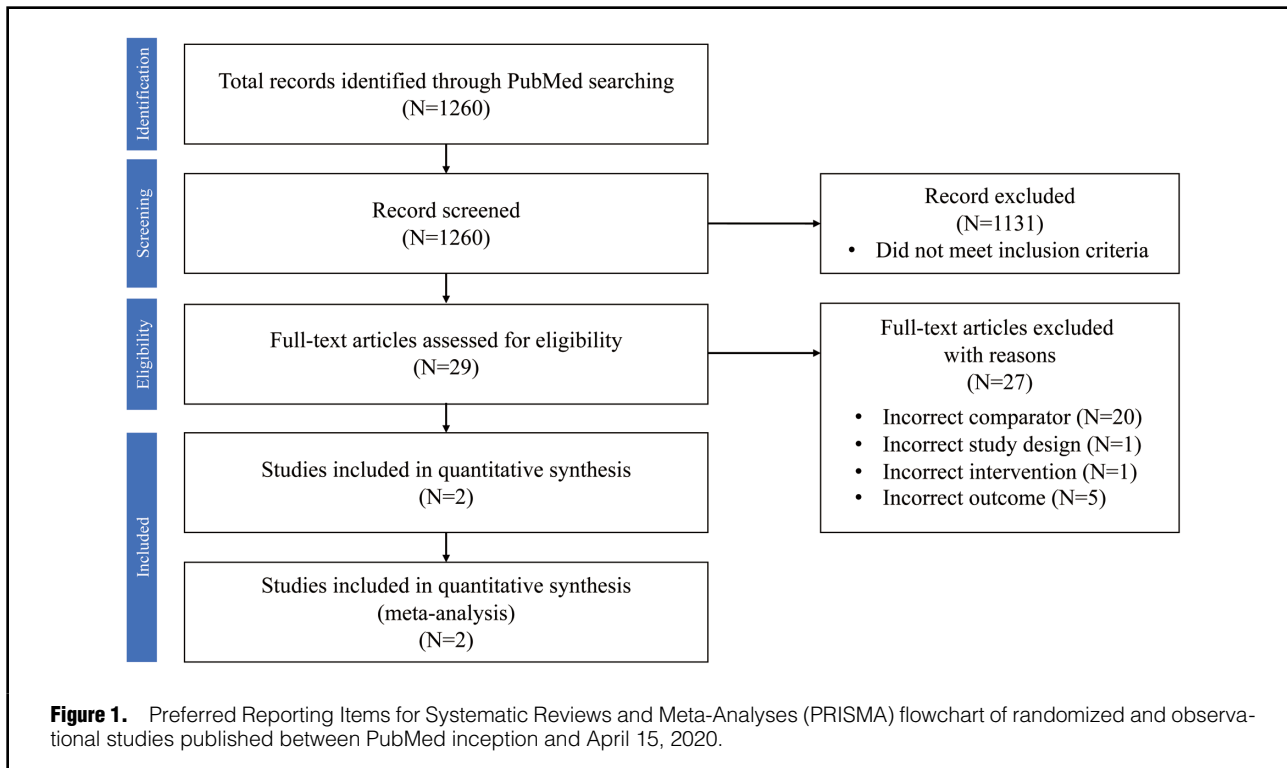 Identification
Total records identified through PubMed searching
(N=1260)
Screening
Record screened
(N=1260)
Record excluded
(N=1131)
• Did not meet inclusion criteria
Eligibility
Full-text articles assessed for eligibility
(N=29)
Full-text articles excluded
with reasons
(N=27)
• Incorrect comparator (N=20)
• Incorrect study design (N=1)
• Incorrect intervention (N=1)
• Incorrect outcome (N=5)
Included
Studies included in quantitative synthesis
(N=2)
Studies included in quantitative synthesis
(meta-analysis)
(N=2)
Figure 1. Preferred Reporting Items for Systematic Reviews and Meta-Analyses (PRISMA) flowchart of randomized and observa-
tional studies published between PubMed inception and April 15, 2020.